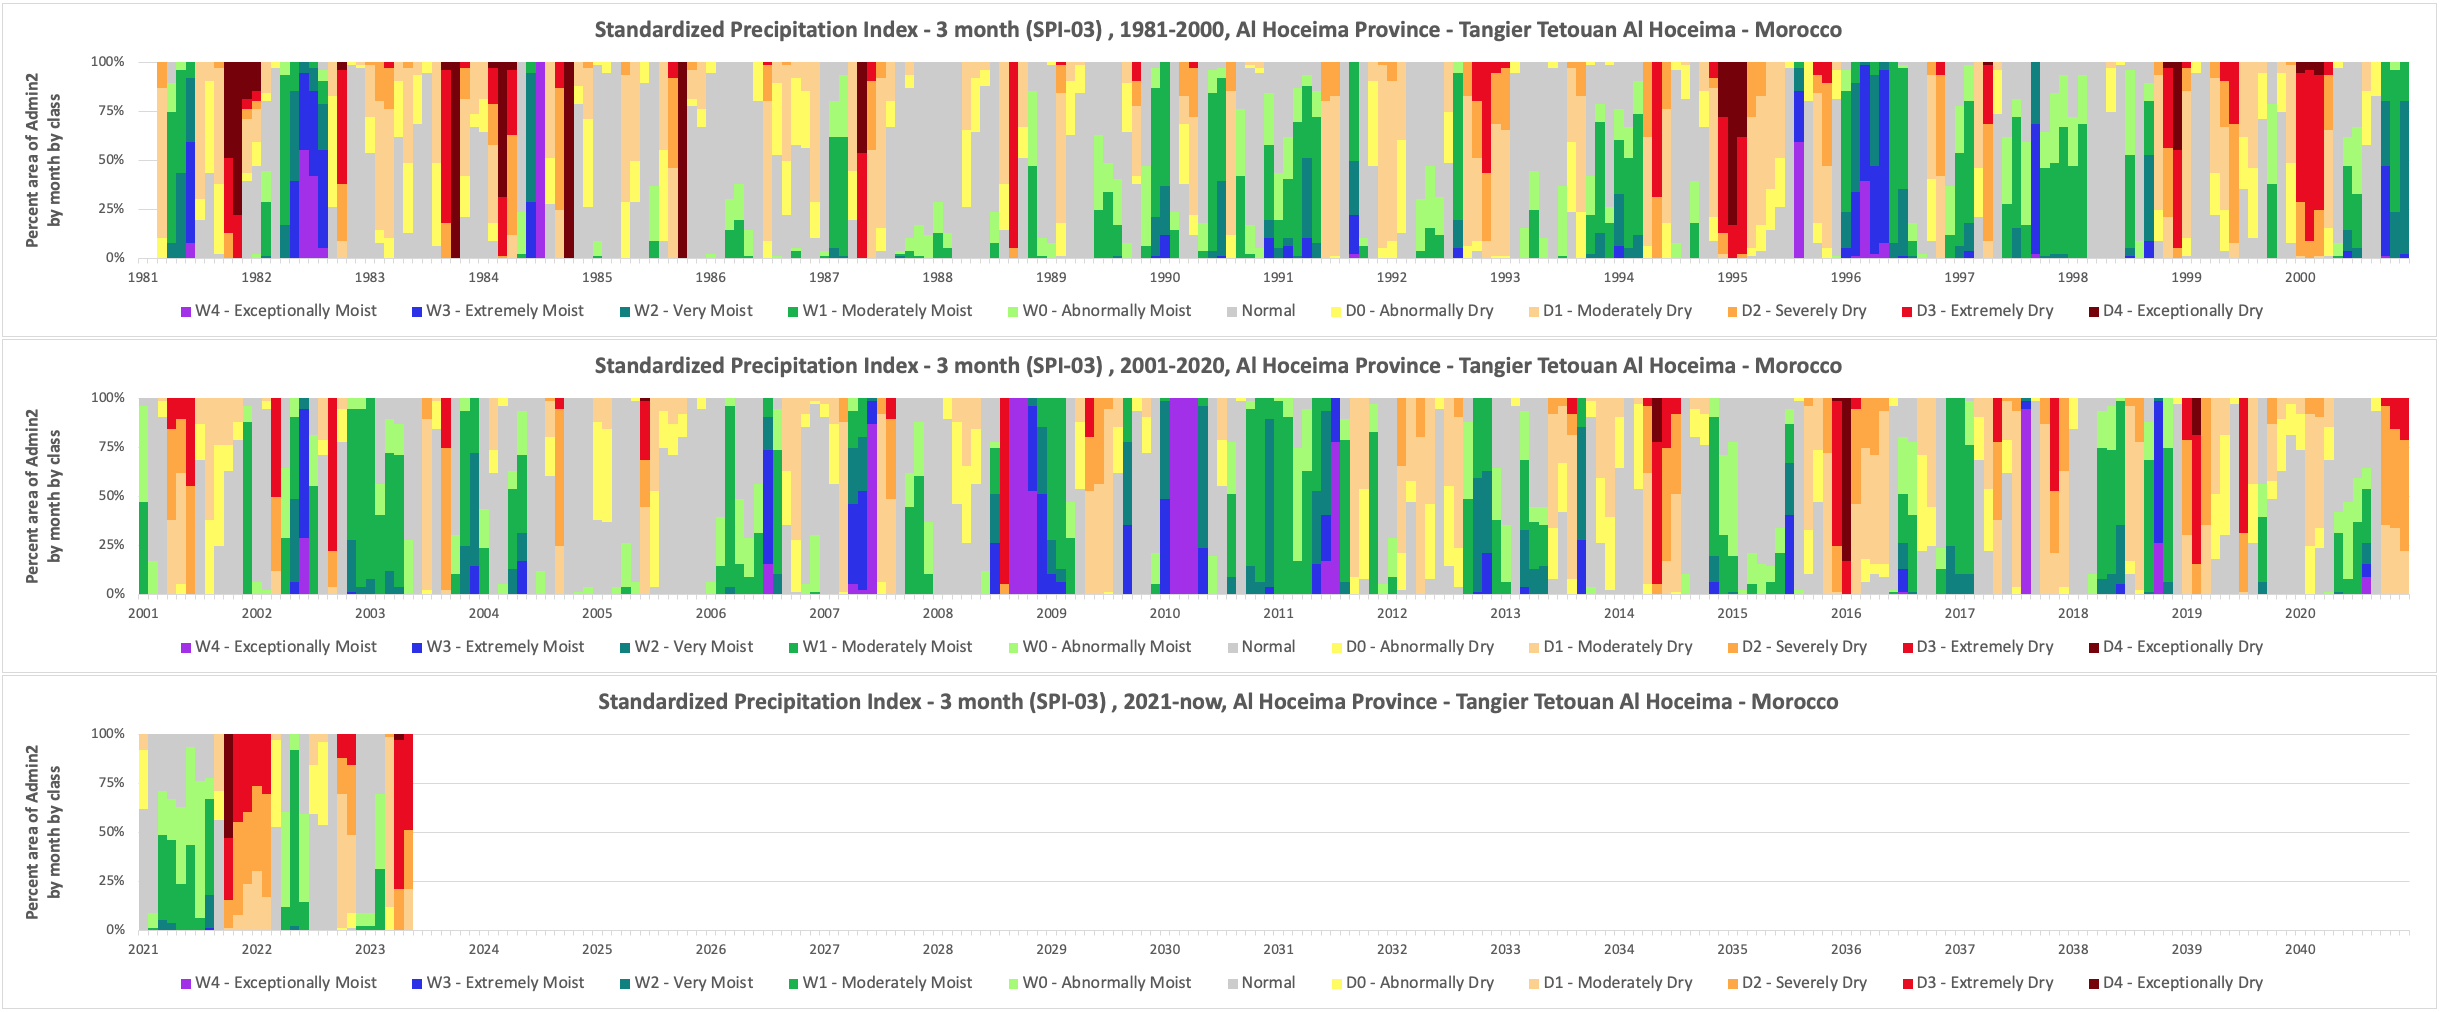 Standardized Precipitation Index - 3 month (SPI-03) , 1981-2000, Al Hoceima Province - Tangier Tetouan Al Hoceima - Morocco
Percent area of Admin2
by month by class
100%
75%
50%
25%
0%
1981 1982 1983 1984 1985 1986 1987 1988 1989 1990 1991 1992 1993 1994 1995 1996 1997 1998 1999 2000
W4 - Exceptionally Moist W3 - Extremely Moist W2 - Very Moist W1 - Moderately Moist W0 - Abnormally Moist Normal D0 - Abnormally Dry D1 - Moderately Dry D2 - Severely Dry D3 - Extremely Dry D4 - Exceptionally Dry
Standardized Precipitation Index - 3 month (SPI-03) , 2001-2020, Al Hoceima Province - Tangier Tetouan Al Hoceima - Morocco
Percent area of Admin2
by month by class
100%
75%
50%
25%
0%
2001 2002 2003 2004 2005 2006 2007 2008 2009 2010 2011 2012 2013 2014 2015 2016 2017 2018 2019 2020
W4 - Exceptionally Moist W3 - Extremely Moist W2 - Very Moist W1 - Moderately Moist W0 - Abnormally Moist Normal D0 - Abnormally Dry D1 - Moderately Dry D2 - Severely Dry D3 - Extremely Dry D4 - Exceptionally Dry
Standardized Precipitation Index - 3 month (SPI-03) , 2021-now, Al Hoceima Province - Tangier Tetouan Al Hoceima - Morocco
Percent area of Admin2
by month by class
100%
75%
50%
25%
0%
2021 2022 2023 2024 2025 2026 2027 2028 2029 2030 2031 2032 2033 2034 2035 2036 2037 2038 2039 2040
W4 - Exceptionally Moist W3 - Extremely Moist W2 - Very Moist W1 - Moderately Moist W0 - Abnormally Moist Normal D0 - Abnormally Dry D1 - Moderately Dry D2 - Severely Dry D3 - Extremely Dry D4 - Exceptionally Dry